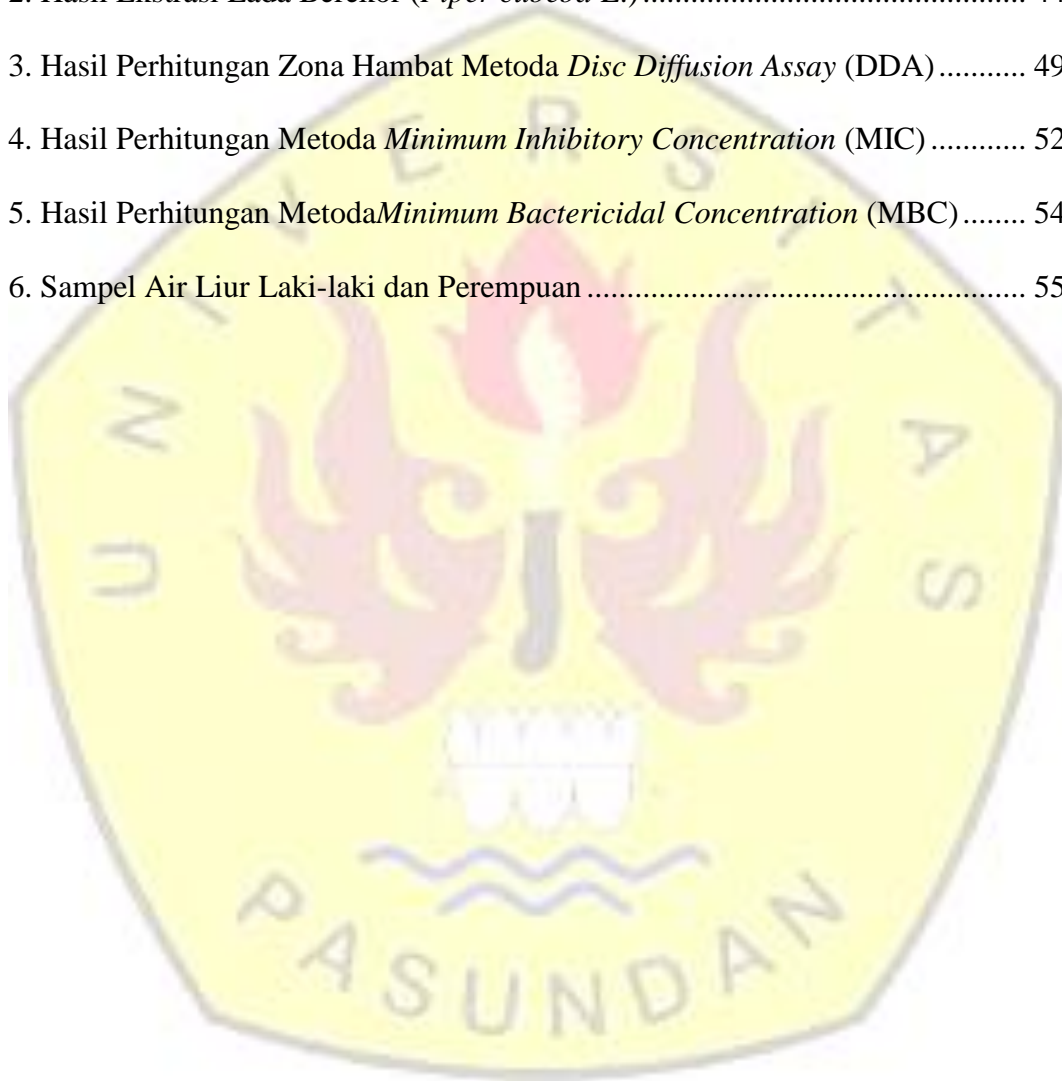 3. Hasil Perhitungan Zona Hambat Metoda Disc Diffusion Assay (DDA)........... 49
4. Hasil Perhitungan Metoda Minimum Inhibitory Concentration (MIC)............ 52
5. Hasil Perhitungan MetodaMinimum Bactericidal Concentration (MBC)........ 54
6. Sampel Air Liur Laki-laki dan Perempuan............................................... 55
UNIVERSITAS
PASUNDAN